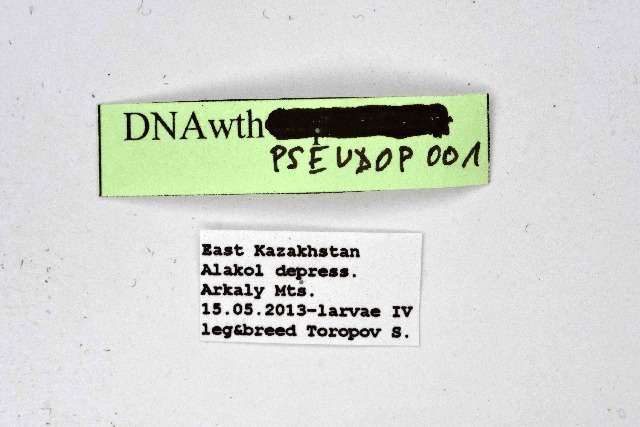 DNAwth
PSEUDOP 001
East Kazakhstan
Alakol depress.
Arkaly Mts.
15.05.2013-larvae IV
leg&breed Toropov S.